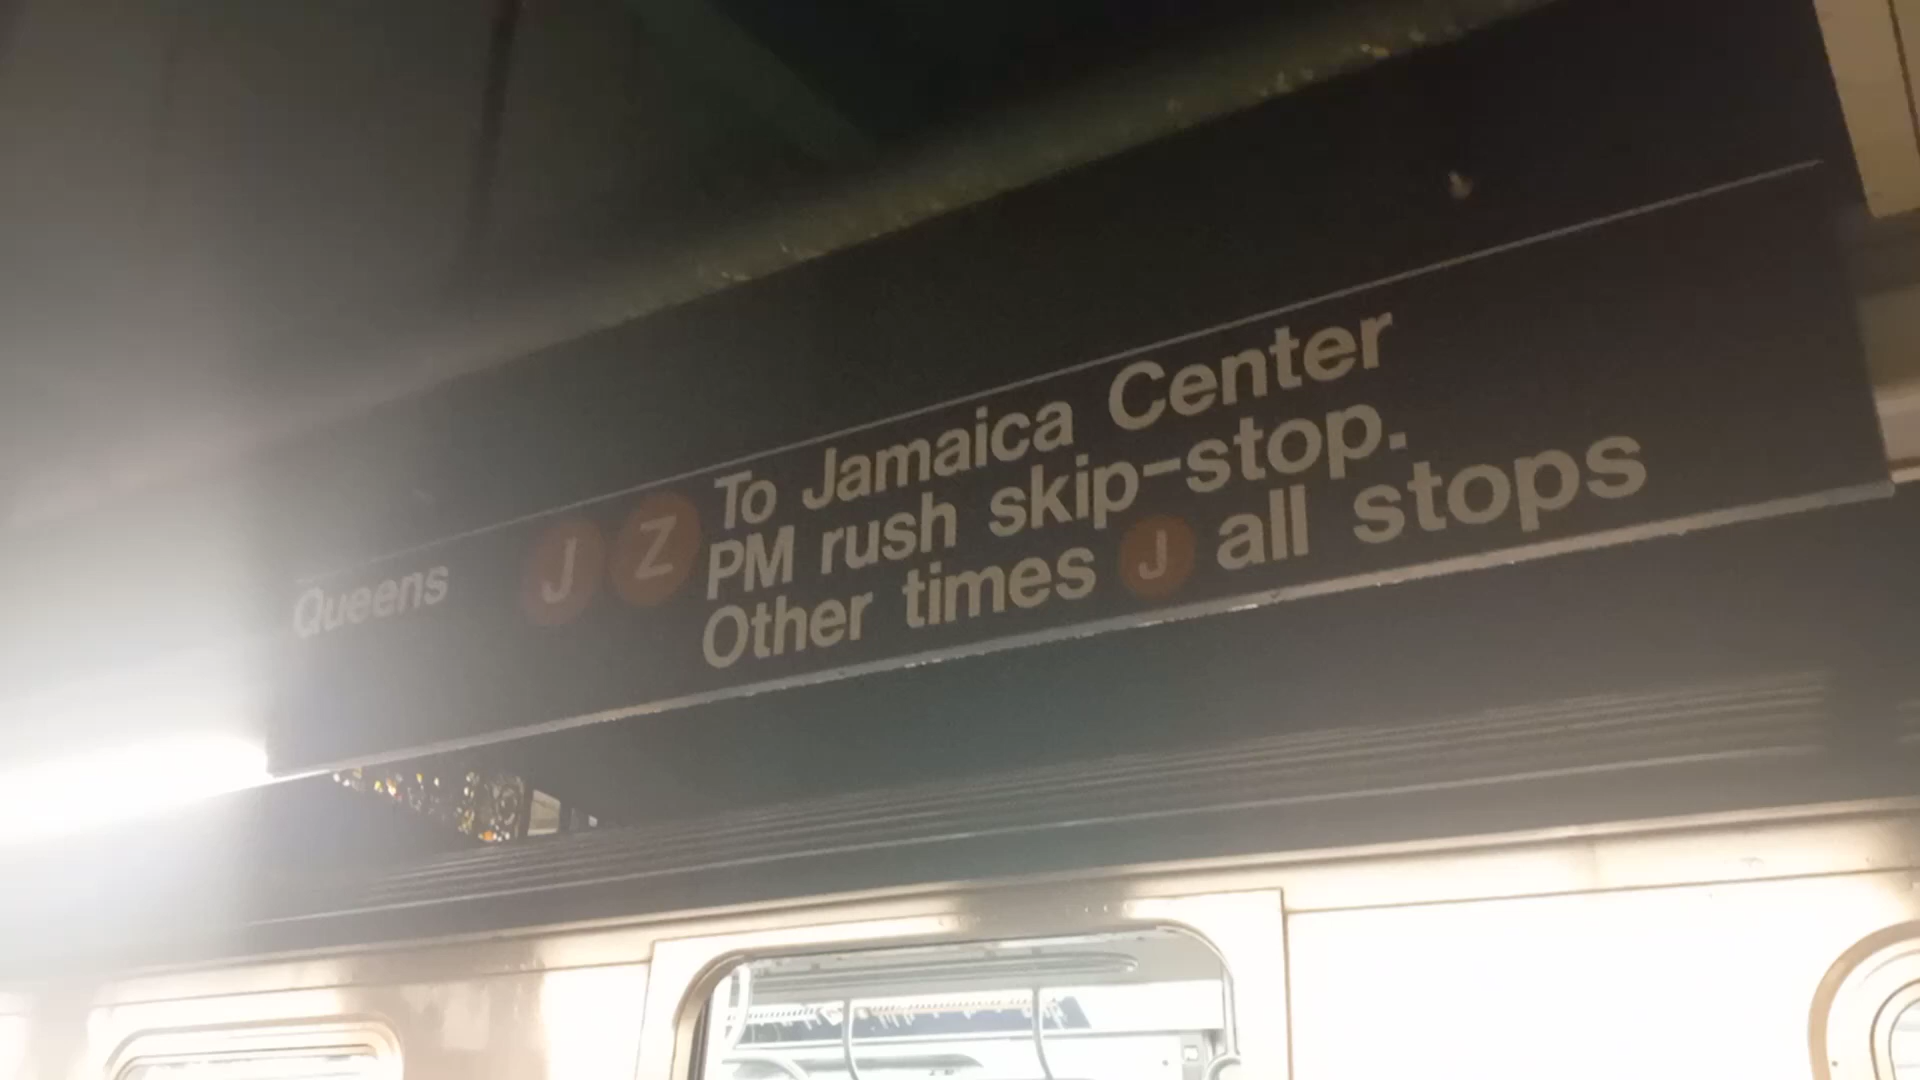 Queens
J Z To Jamaica Center
PM rush skip-stop.
Other times J all stops